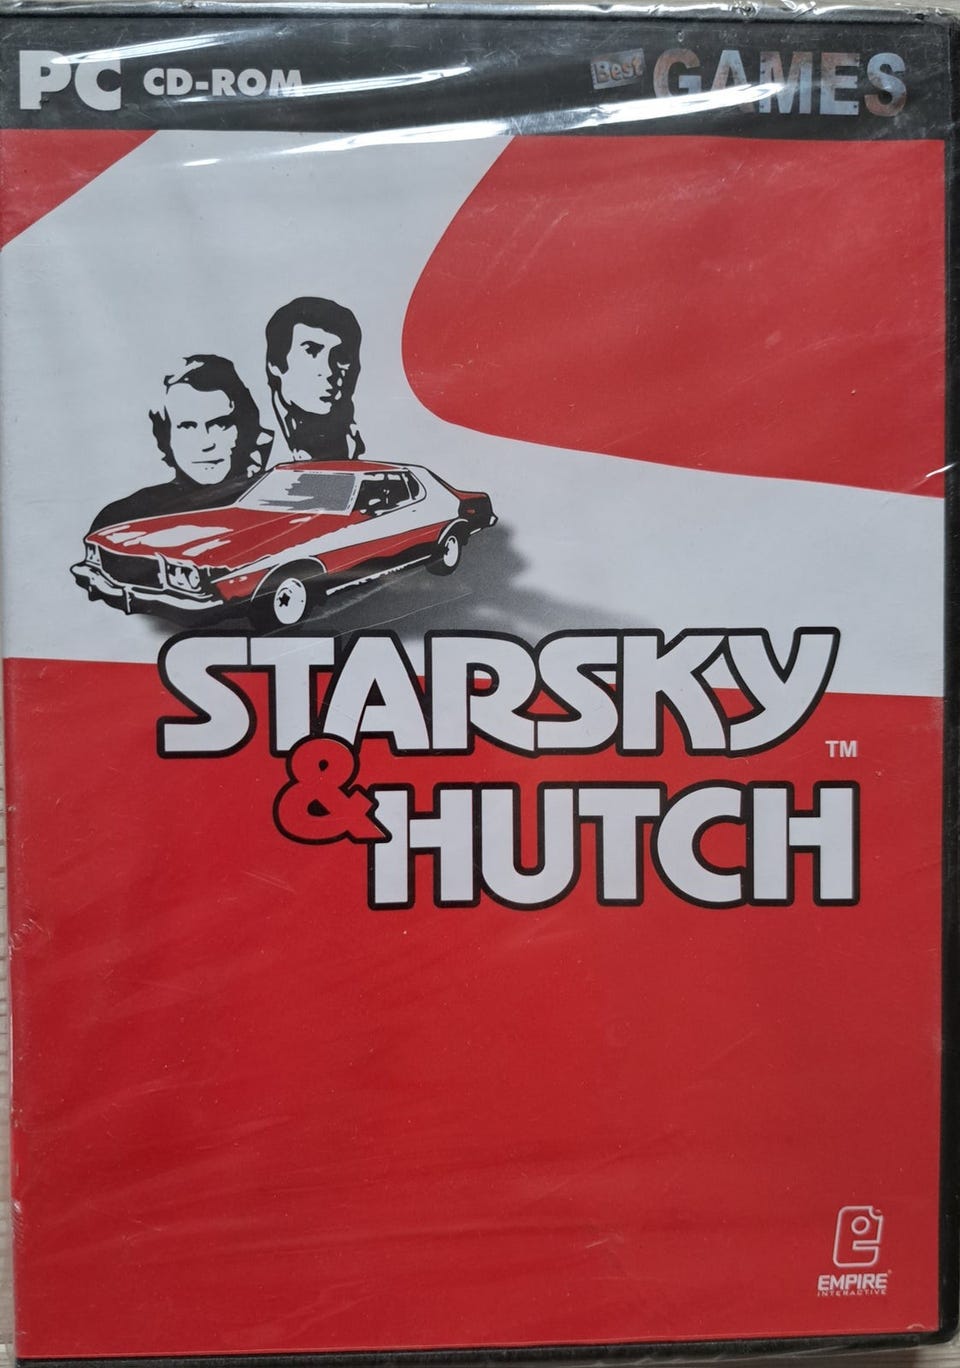 PC CD-ROM Best GAMES
STARSKY
TM
& HUTCH
EMPIRE
INTERACTIVE